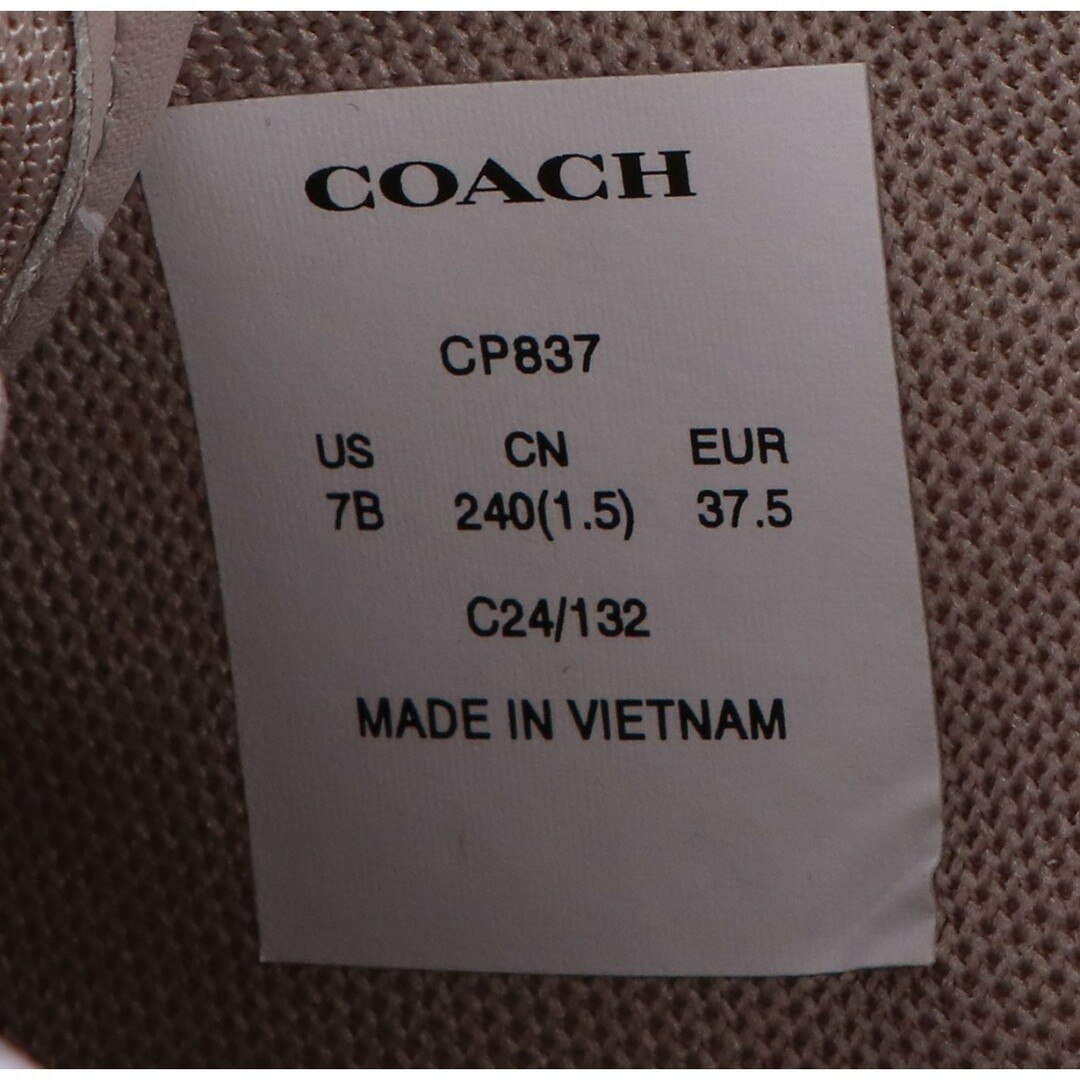 COACH
CP837
US CN EUR
7B 240(1.5) 37.5
C24/132
MADE IN VIETNAM